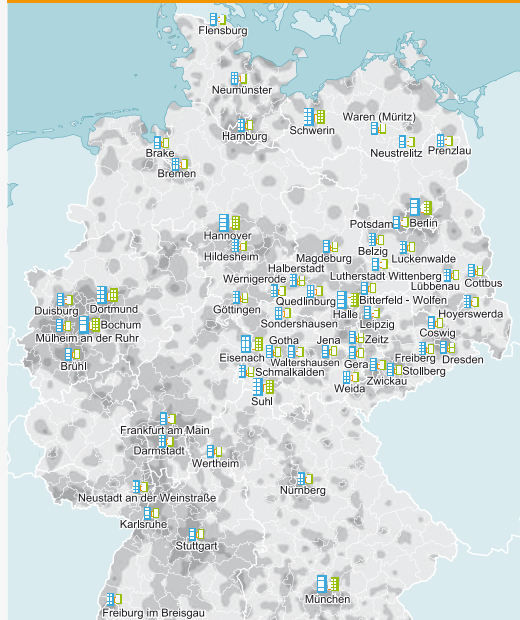 Flensburg
Neumünster
Hamburg
Schwerin
Waren (Müritz)
Neustrelitz
Prenzlau
Brake
Bremen
Hannover
Hildesheim
Potsdam
Berlin
Belzig
Luckenwalde
Magdeburg
Halberstadt
Wernigerode
Lutherstadt Wittenberg
Lübbenau
Cottbus
Duisburg
Dortmund
Göttingen
Quedlinburg
Bitterfeld - Wolfen
Hoyerswerda
Mülheim an der Ruhr
Bochum
Sondershausen
Halle
Leipzig
Coswig
Brühl
Eisenach
Gotha
Jena
Zeitz
Waltershausen
Gera
Freiberg
Dresden
Schmalkalden
Stollberg
Zwickau
Weida
Suhl
Frankfurt am Main
Darmstadt
Wertheim
Nürnberg
Neustadt an der Weinstraße
Karlsruhe
Stuttgart
München
Freiburg im Breisgau